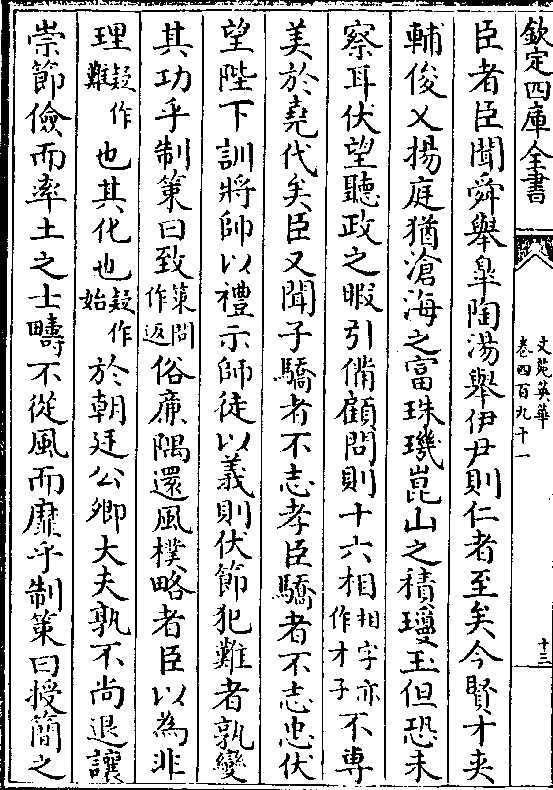 欽定四庫全書
文苑英華
卷四百九十一
十三
臣者臣聞舜舉臯陶湯舉伊尹則仁者至矣今賢才夾
輔俊乂揚庭猶滄海之富珠璣崑山之積瓊玉但恐未
察耳伏望聽政之暇引備顧問則十六相相字亦作才子不專
美於堯代矣臣又聞子驕者不志孝臣驕者不志忠伏
望陛下訓將帥以禮示師徒以義則伏節犯難者孰變
其功乎制策曰致策問作返俗亷隅還風樸略者臣以為非
理疑作難也其化也疑作始於朝廷公卿大夫孰不尚退讓
崇節儉而率土之士疇不從風而靡乎制策曰授簡之